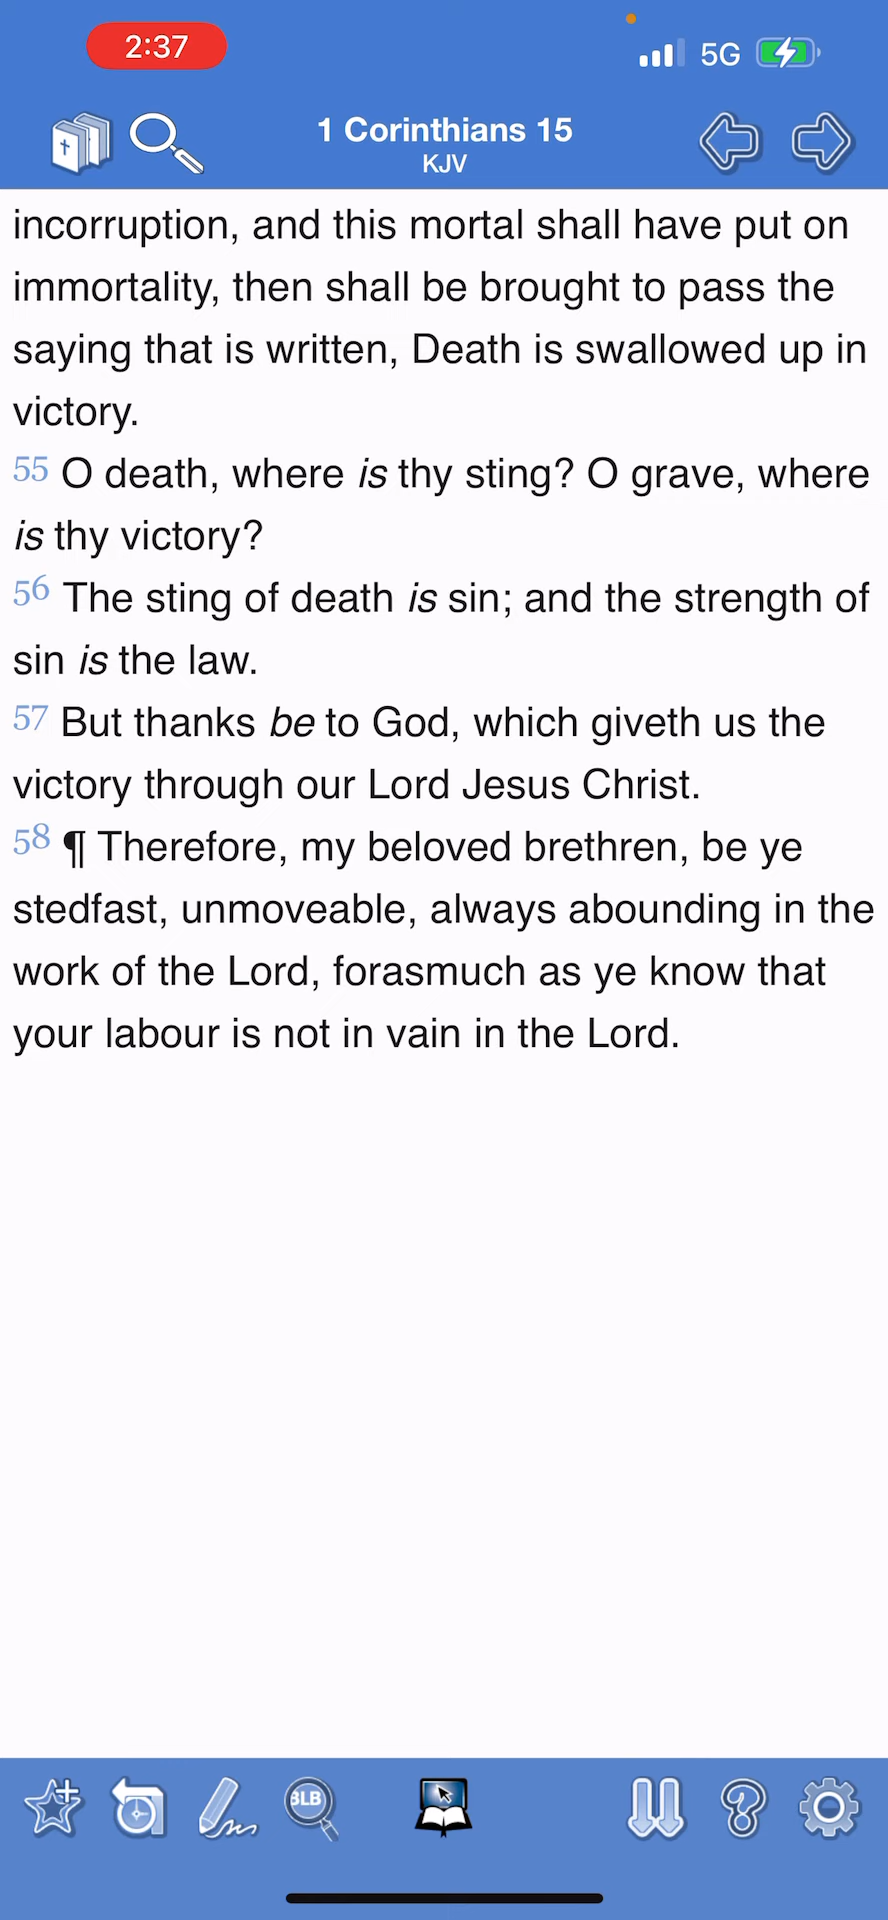 2:37
5G
1 Corinthians 15
KJV
incorruption, and this mortal shall have put on
immortality, then shall be brought to pass the
saying that is written, Death is swallowed up in
victory.
55 O death, where is thy sting? O grave, where
is thy victory?
56 The sting of death is sin; and the strength of
sin is the law.
57 But thanks be to God, which giveth us the
victory through our Lord Jesus Christ.
58 ¶ Therefore, my beloved brethren, be ye
stedfast, unmoveable, always abounding in the
work of the Lord, forasmuch as ye know that
your labour is not in vain in the Lord.
BLB